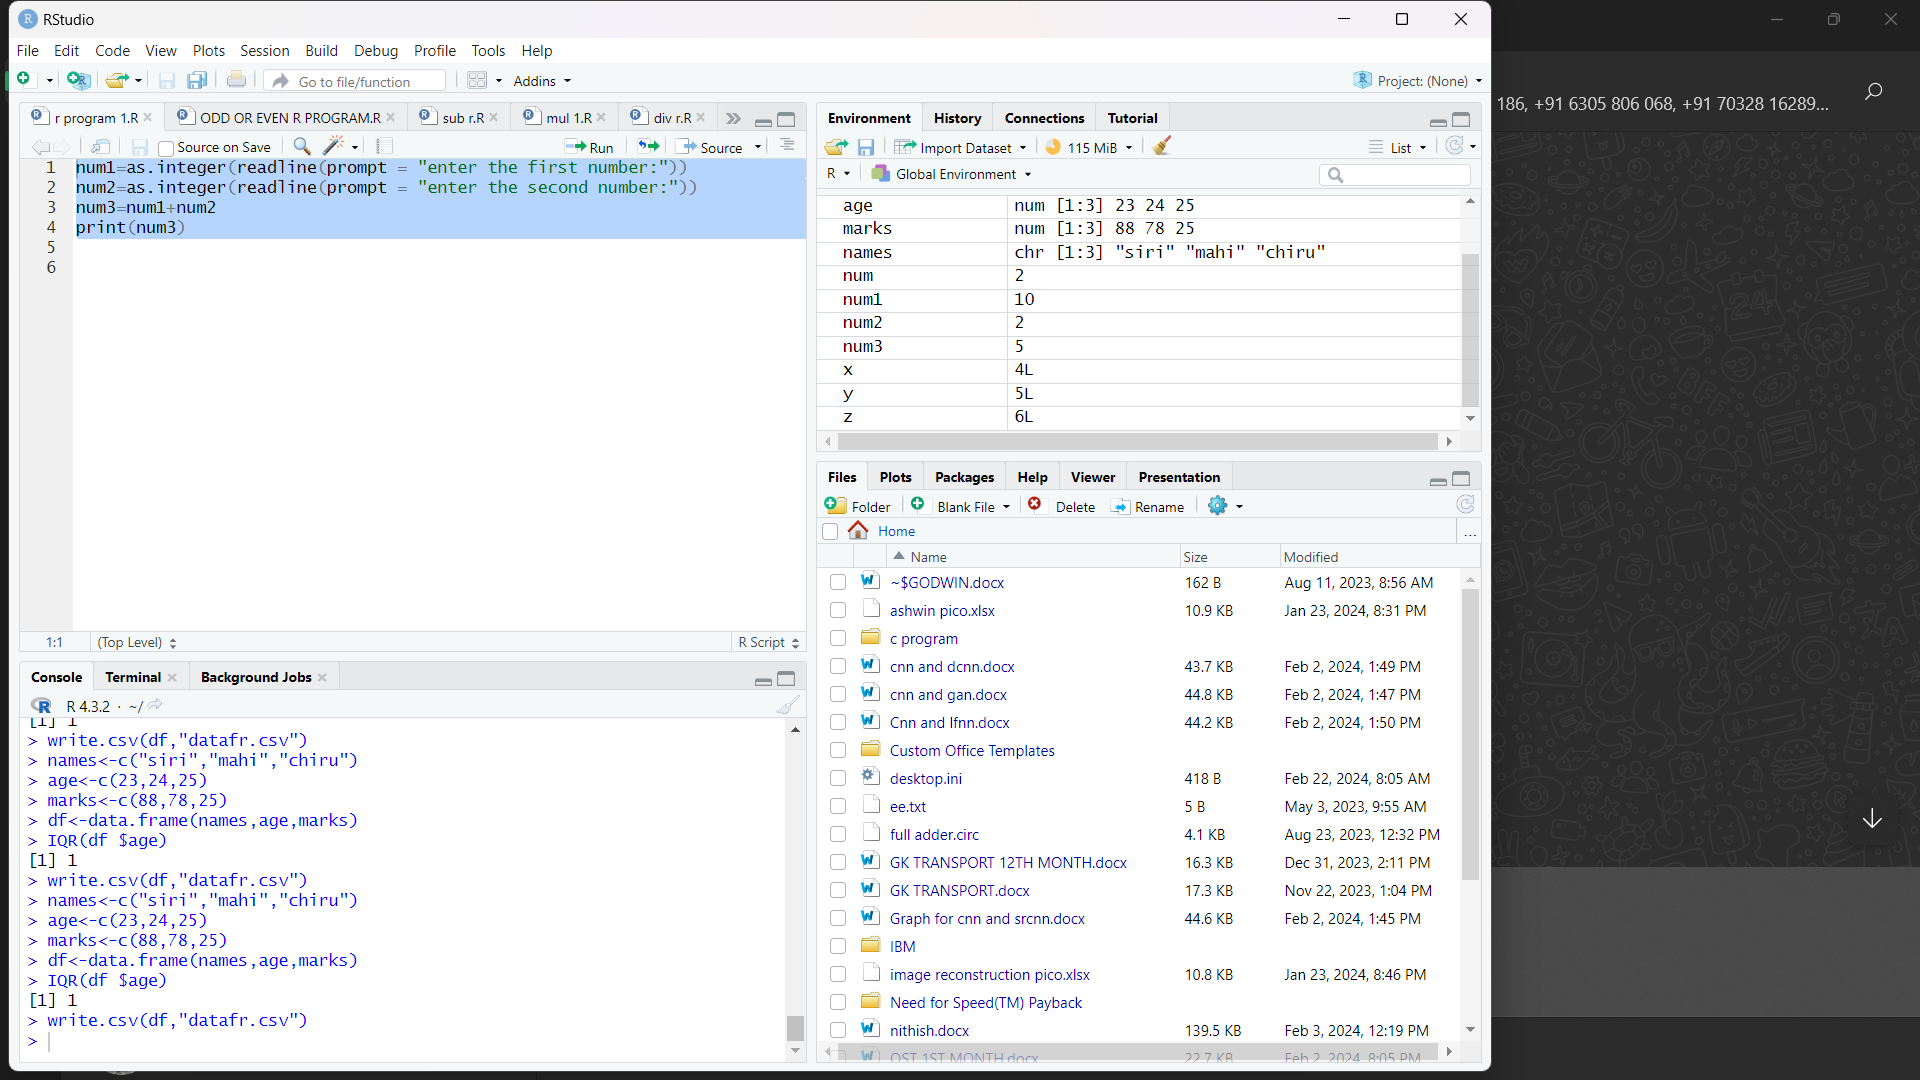 RStudio
File Edit Code View Plots Session Build Debug Profile Tools Help
Go to file/function Addins Project: (None)
r program 1.R ODD OR EVEN R PROGRAM.R sub r.R mul 1.R div r.R
Source on Save Run Source
1 num1=as.integer(readline(prompt = "enter the first number:"))
2 num2=as.integer(readline(prompt = "enter the second number:"))
3 num3=num1+num2
4 print(num3)
5
6
1:1 (Top Level) R Script
Console Terminal Background Jobs
R 4.3.2 · ~/
[1] 1
> write.csv(df,"datafr.csv")
> names<-c("siri","mahi","chiru")
> age<-c(23,24,25)
> marks<-c(88,78,25)
> df<-data.frame(names,age,marks)
> IQR(df $age)
[1] 1
> write.csv(df,"datafr.csv")
> names<-c("siri","mahi","chiru")
> age<-c(23,24,25)
> marks<-c(88,78,25)
> df<-data.frame(names,age,marks)
> IQR(df $age)
[1] 1
> write.csv(df,"datafr.csv")
>
Environment History Connections Tutorial
Import Dataset 115 MiB List
R Global Environment
age num [1:3] 23 24 25
marks num [1:3] 88 78 25
names chr [1:3] "siri" "mahi" "chiru"
num 2
num1 10
num2 2
num3 5
x 4L
y 5L
z 6L
Files Plots Packages Help Viewer Presentation
Folder Blank File Delete Rename
Home ...
Name Size Modified
~$GODWIN.docx 162 B Aug 11, 2023, 8:56 AM
ashwin pico.xlsx 10.9 KB Jan 23, 2024, 8:31 PM
c program
cnn and dcnn.docx 43.7 KB Feb 2, 2024, 1:49 PM
cnn and gan.docx 44.8 KB Feb 2, 2024, 1:47 PM
Cnn and lfnn.docx 44.2 KB Feb 2, 2024, 1:50 PM
Custom Office Templates
desktop.ini 418 B Feb 22, 2024, 8:05 AM
ee.txt 5 B May 3, 2023, 9:55 AM
full adder.circ 4.1 KB Aug 23, 2023, 12:32 PM
GK TRANSPORT 12TH MONTH.docx 16.3 KB Dec 31, 2023, 2:11 PM
GK TRANSPORT.docx 17.3 KB Nov 22, 2023, 1:04 PM
Graph for cnn and srcnn.docx 44.6 KB Feb 2, 2024, 1:45 PM
IBM
image reconstruction pico.xlsx 10.8 KB Jan 23, 2024, 8:46 PM
Need for Speed(TM) Payback
nithish.docx 139.5 KB Feb 3, 2024, 12:19 PM
OST 1ST MONTH.docx 22.7 KB Feb 2, 2024, 8:05 PM
186, +91 6305 806 068, +91 70328 16289...